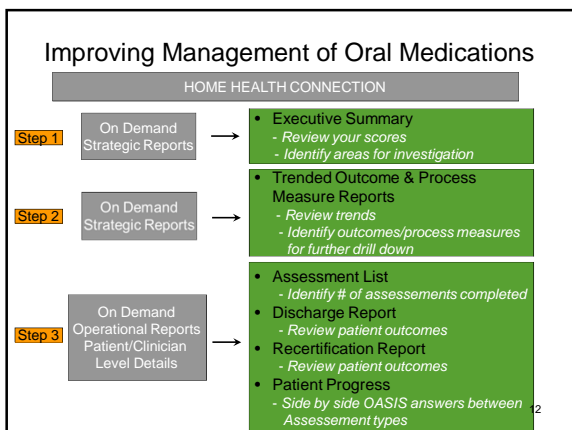 Improving Management of Oral Medications
HOME HEALTH CONNECTION
Step 1
On Demand
Strategic Reports
• Executive Summary
- Review your scores
- Identify areas for investigation
Step 2
On Demand
Strategic Reports
• Trended Outcome & Process
Measure Reports
- Review trends
- Identify outcomes/process measures
for further drill down
Step 3
On Demand
Operational Reports
Patient/Clinician
Level Details
• Assessment List
- Identify # of assessments completed
• Discharge Report
- Review patient outcomes
• Recertification Report
- Review patient outcomes
• Patient Progress
- Side by side OASIS answers between
Assessement types
12